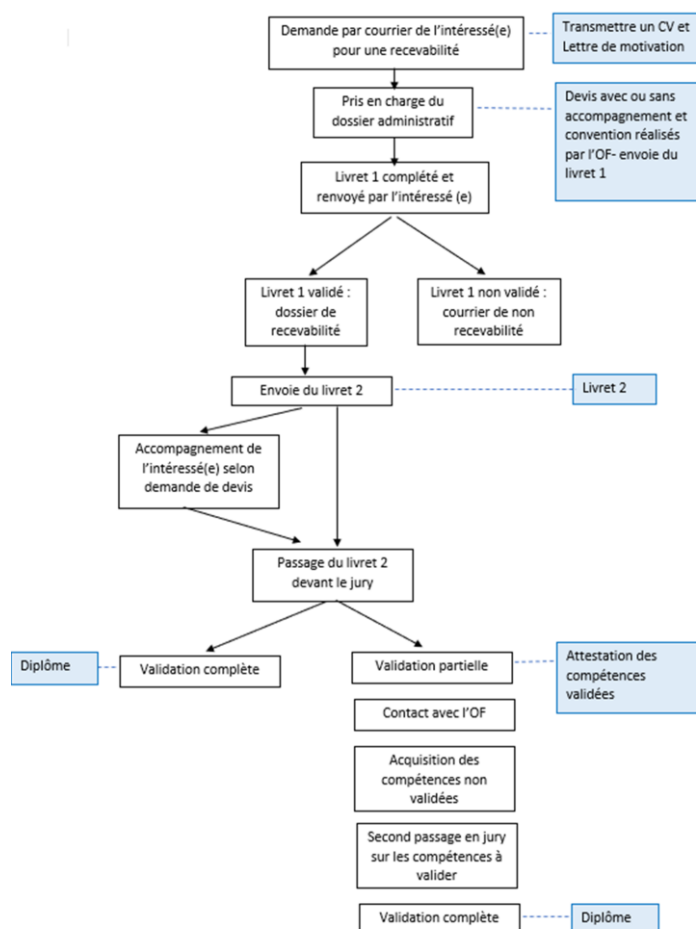 Demande par courrier de l'intéressé(e)
pour une recevabilité
Transmettre un CV et
Lettre de motivation
Pris en charge du
dossier administratif
Devis avec ou sans
accompagnement et
convention réalisés
par l'OF- envoie du
livret 1
Livret 1 complété et
renvoyé par l'intéressé (e)
Livret 1 validé :
dossier de
recevabilité
Livret 1 non validé :
courrier de non
recevabilité
Envoie du livret 2
Livret 2
Accompagnement de
l'intéressé(e) selon
demande de devis
Passage du livret 2
devant le jury
Diplôme
Validation complète
Validation partielle
Attestation des
compétences
validées
Contact avec l'OF
Acquisition des
compétences non
validées
Second passage en jury
sur les compétences à
valider
Validation complète
Diplôme